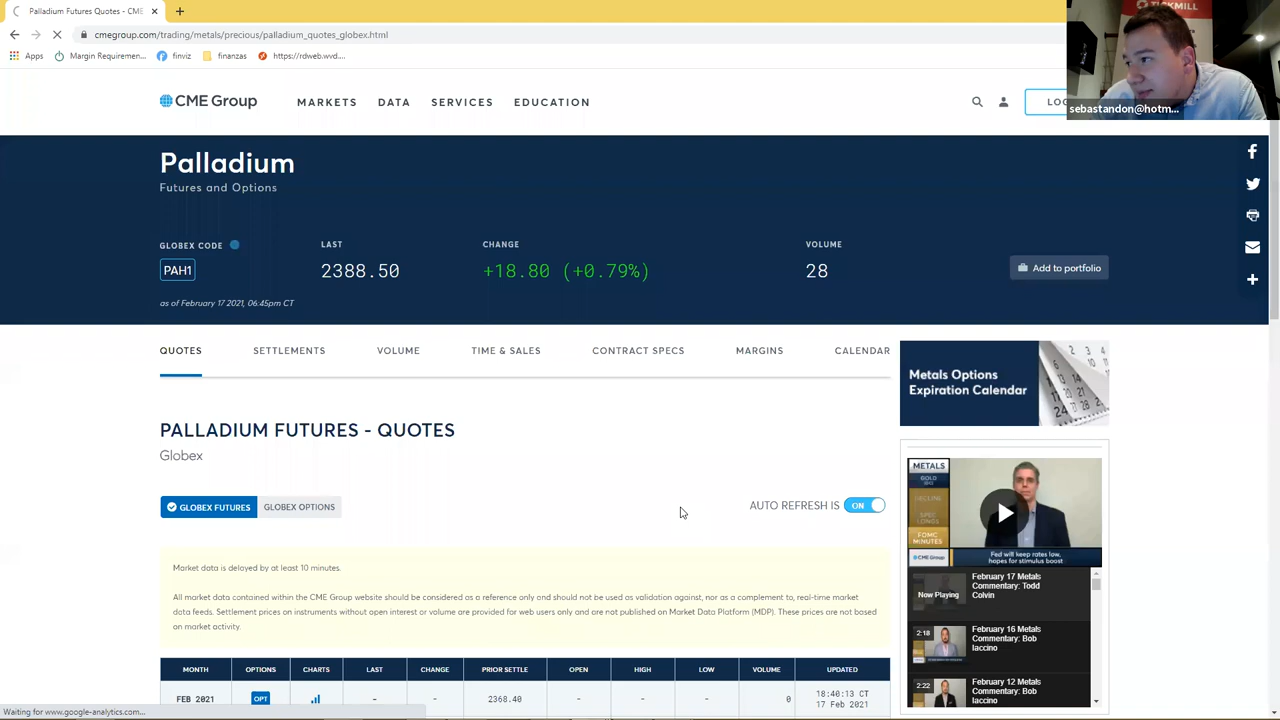 Palladium Futures Quotes - CME
TICKMILL
cmegroup.com/trading/metals/precious/palladium_quotes_globex.html
Apps
Margin Requiremen...
finviz
finanzas
https://rdweb.wvd....
CME Group
MARKETS
DATA
SERVICES
EDUCATION
sebastandon@hotm...
Palladium
Futures and Options
GLOBEX CODE
LAST
CHANGE
VOLUME
PAH1
2388.50
+18.80 (+0.79%)
28
Add to portfolio
as of February 17 2021, 06:45pm CT
QUOTES
SETTLEMENTS
VOLUME
TIME & SALES
CONTRACT SPECS
MARGINS
CALENDAR
Metals Options
Expiration Calendar
PALLADIUM FUTURES - QUOTES
Globex
GLOBEX FUTURES
GLOBEX OPTIONS
AUTO REFRESH IS
ON
METALS
GOLD
DECLINE
SPEC
LONGS
FOMC
MINUTES
CME Group
Fed will keep rates low,
hopes for stimulus boost
Market data is delayed by at least 10 minutes.
All market data contained within the CME Group website should be considered as a reference only and should not be used as validation against, nor as a complement to, real-time market
data feeds. Settlement prices on instruments without open interest or volume are provided for web users only and are not published on Market Data Platform (MDP). These prices are not based
on market activity.
Now Playing
February 17 Metals
Commentary: Todd
Colvin
2:18
February 16 Metals
Commentary: Bob
Iaccino
2:22
February 12 Metals
Commentary: Bob
Iaccino
MONTH OPTIONS CHARTS LAST CHANGE PRIOR SETTLE OPEN HIGH LOW VOLUME UPDATED
FEB 2021 OPT - - 2368.40 - - - 0 18:40:13 CT
17 Feb 2021
Waiting for www.google-analytics.com...